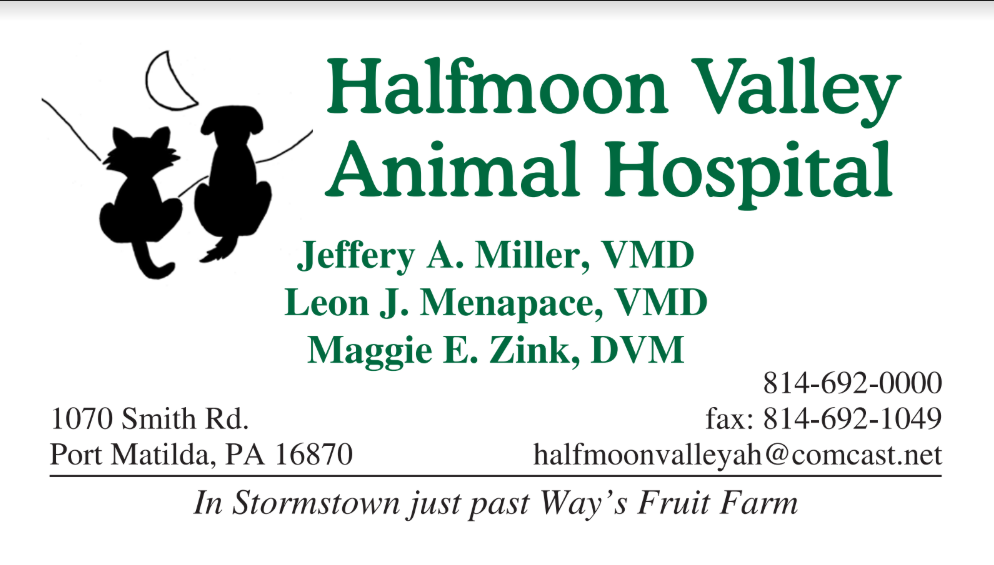 Halfmoon Valley
Animal Hospital
Jeffery A. Miller, VMD
Leon J. Menapace, VMD
Maggie E. Zink, DVM
814-692-0000
1070 Smith Rd.
fax: 814-692-1049
Port Matilda, PA 16870
halfmoonvalleyah@comcast.net
In Stormstown just past Way's Fruit Farm